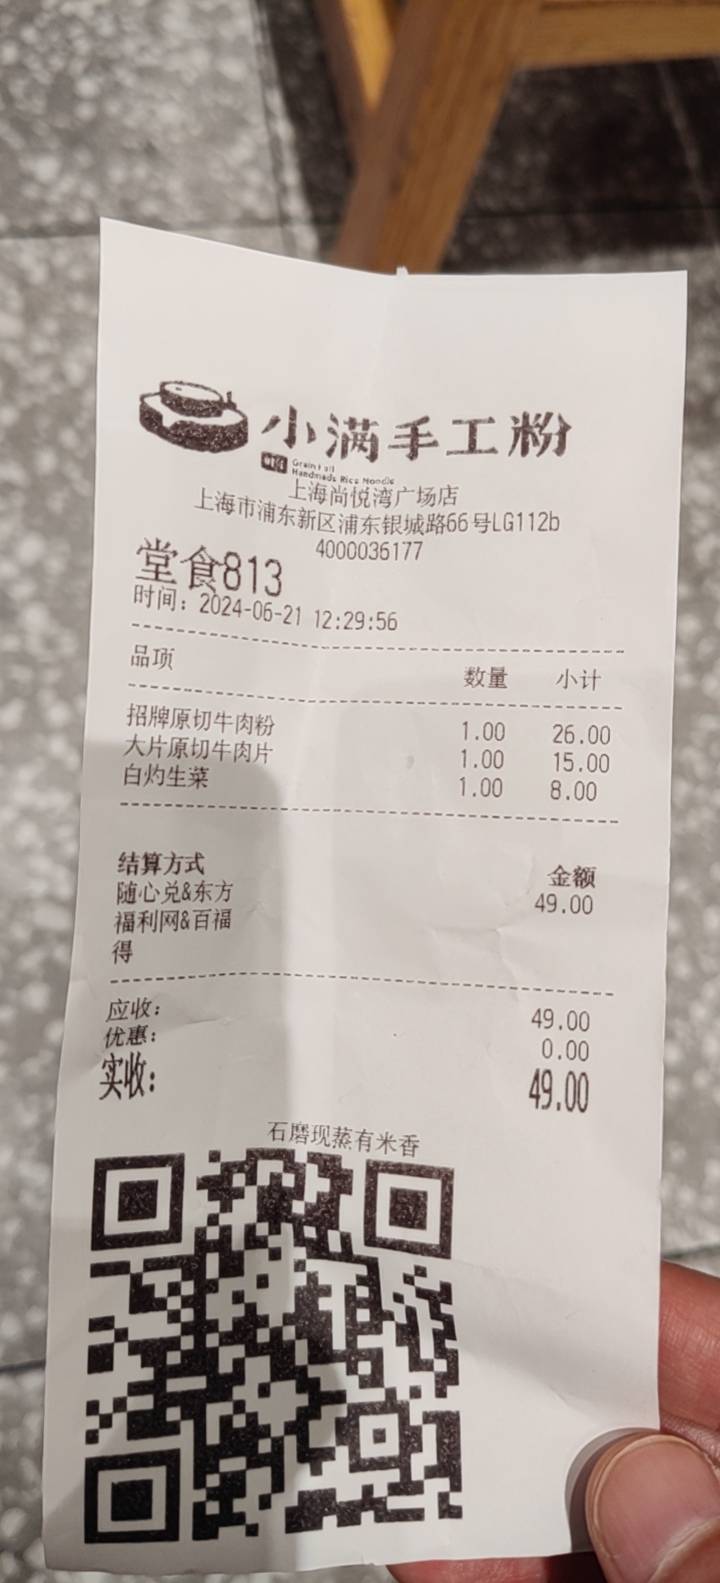 小满手工粉
Grain Full
Handmade Rice Noodle
上海尚悦湾广场店
上海市浦东新区浦东银城路66号LG112b
4000036177
堂食813
时间：2024-06-21 12:29:56
品项 数量 小计
招牌原切牛肉粉 1.00 26.00
大片原切牛肉片 1.00 15.00
白灼生菜 1.00 8.00
结算方式 金额
随心兑&东方 49.00
福利网&百福
得
应收： 49.00
优惠： 0.00
实收： 49.00
石磨现蒸有米香